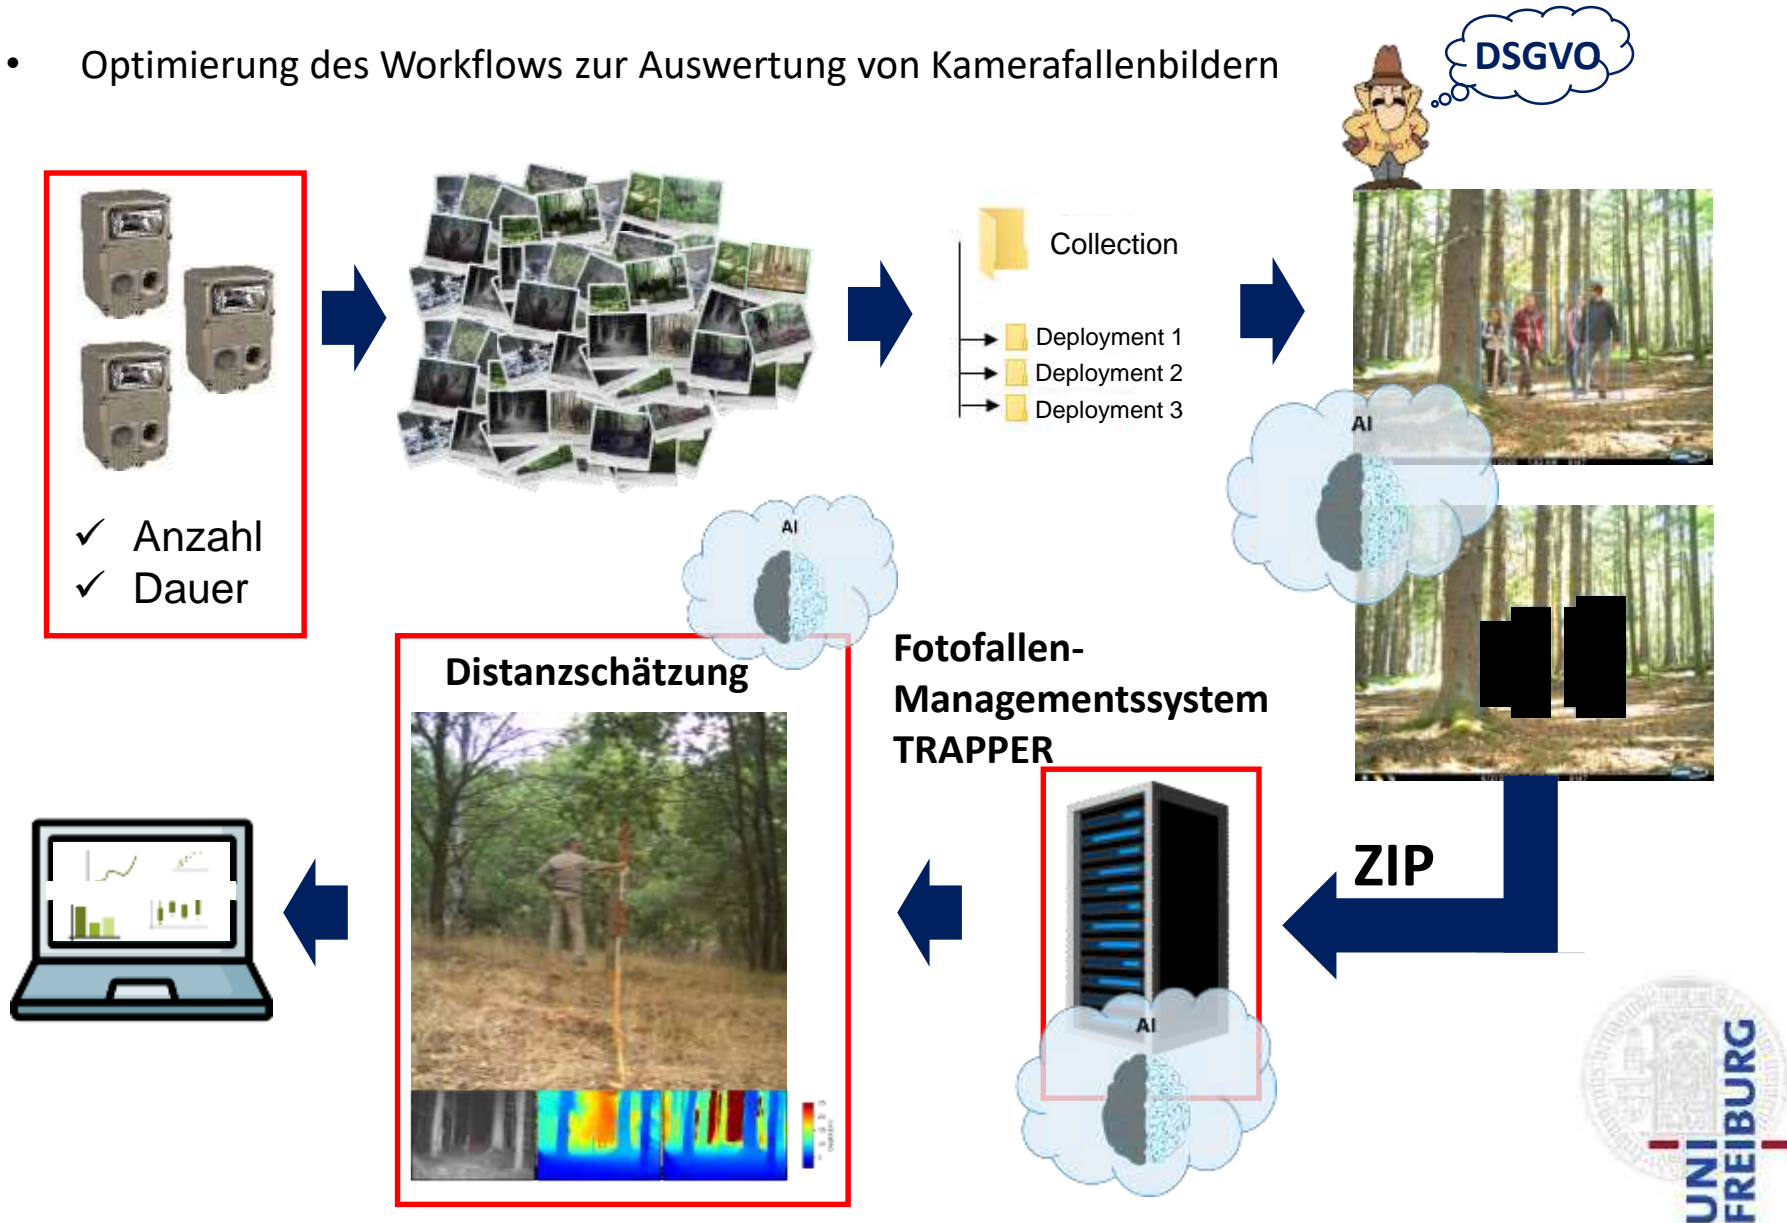 • Optimierung des Workflows zur Auswertung von Kamerafallenbildern
DSGVO
Collection
Deployment 1
Deployment 2
Deployment 3
AI
✓ Anzahl
✓ Dauer
AI
Distanzschätzung
Fotofallen-
Managementssystem
TRAPPER
ZIP
AI
UNI
FREIBURG